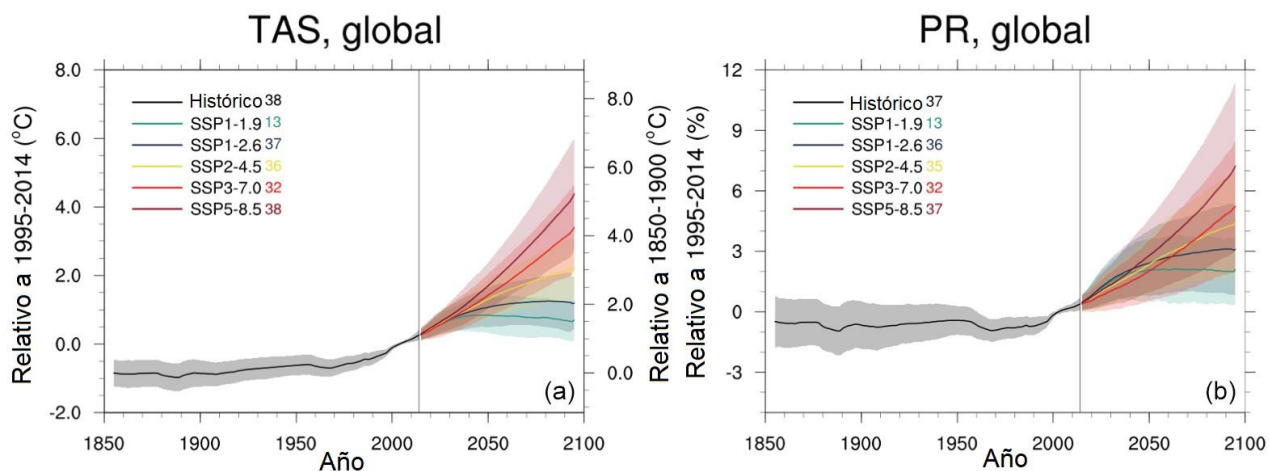 TAS, global
8.0
6.0
4.0
2.0
0.0
-2.0
Relativo a 1995-2014 (°C)
Histórico 38
SSP1-1.9 13
SSP1-2.6 37
SSP2-4.5 36
SSP3-7.0 32
SSP5-8.5 38
(a)
8.0
6.0
4.0
2.0
0.0
Relativo a 1850-1900 (°C)
1850 1900 1950 2000 2050 2100
Año
PR, global
12
9
6
3
0
-3
Relativo a 1995-2014 (%)
Histórico 37
SSP1-1.9 13
SSP1-2.6 36
SSP2-4.5 35
SSP3-7.0 32
SSP5-8.5 37
(b)
1850 1900 1950 2000 2050 2100
Año